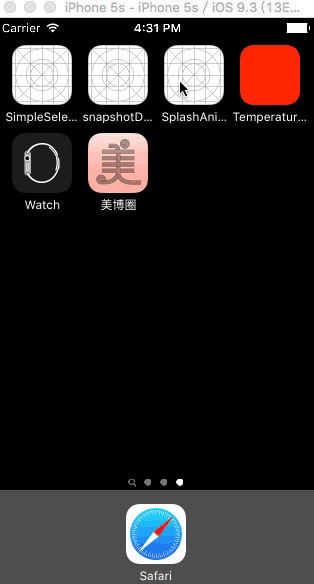 iPhone 5s - iPhone 5s / iOS 9.3 (13E...
Carrier 4:31 PM
SimpleSele... snapshotD... SplashAni... Temperatur...
美
Watch 美博圈
Safari